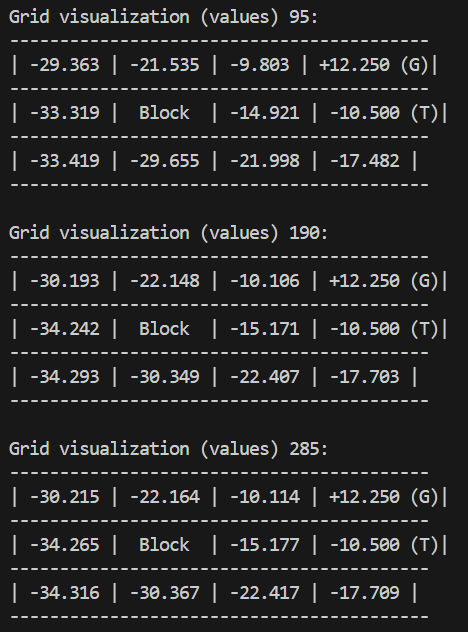 Grid visualization (values) 95:
------------------------------------------
| -29.363 | -21.535 | -9.803 | +12.250 (G)|
------------------------------------------
| -33.319 |  Block  | -14.921 | -10.500 (T)|
------------------------------------------
| -33.419 | -29.655 | -21.998 | -17.482 |
------------------------------------------
Grid visualization (values) 190:
------------------------------------------
| -30.193 | -22.148 | -10.106 | +12.250 (G)|
------------------------------------------
| -34.242 |  Block  | -15.171 | -10.500 (T)|
------------------------------------------
| -34.293 | -30.349 | -22.407 | -17.703 |
------------------------------------------
Grid visualization (values) 285:
------------------------------------------
| -30.215 | -22.164 | -10.114 | +12.250 (G)|
------------------------------------------
| -34.265 |  Block  | -15.177 | -10.500 (T)|
------------------------------------------
| -34.316 | -30.367 | -22.417 | -17.709 |
------------------------------------------